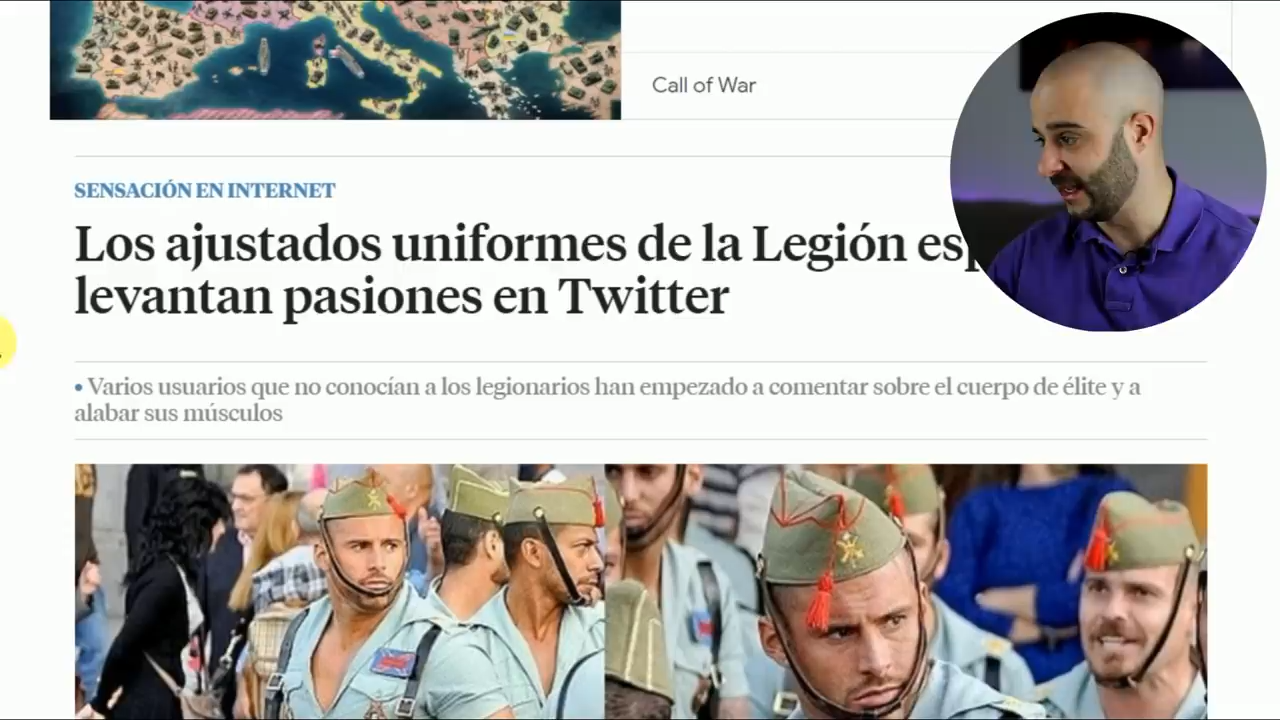 Call of War
SENSACIÓN EN INTERNET
Los ajustados uniformes de la Legión esp
levantan pasiones en Twitter
• Varios usuarios que no conocían a los legionarios han empezado a comentar sobre el cuerpo de élite y a
alabar sus músculos